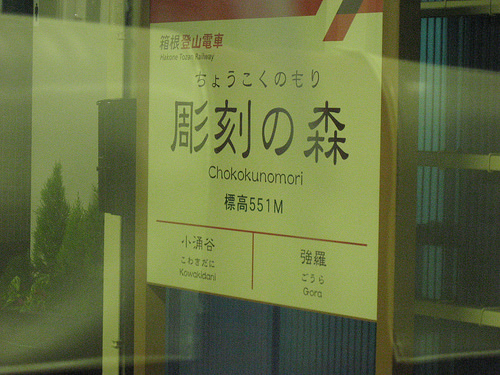 箱根登山電車
Hakone Tozan Railway
ちょうこくのもり
彫刻の森
Chokokunomori
標高551M
小涌谷
こわきだに
Kowakidani
強羅
ごうら
Gora